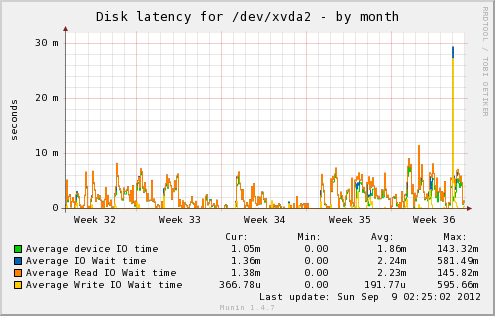 Disk latency for /dev/xvda2 - by month
RRDTOOL / TOBI OETIKER
seconds
30 m
20 m
10 m
0
Week 32 Week 33 Week 34 Week 35 Week 36
Cur: Min: Avg: Max:
Average device IO time 1.05m 0.00 1.86m 143.32m
Average IO Wait time 1.36m 0.00 2.24m 581.49m
Average Read IO Wait time 1.38m 0.00 2.23m 145.82m
Average Write IO Wait time 366.78u 0.00 191.77u 595.66m
Last update: Sun Sep 9 02:25:02 2012
Munin 1.4.7